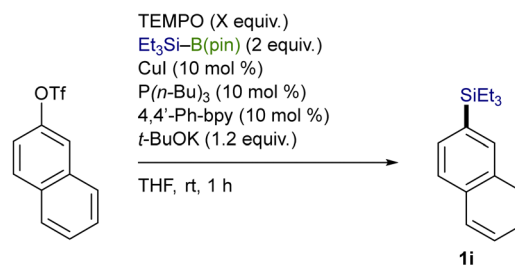 TEMPO (X equiv.)
Et₃Si–B(pin) (2 equiv.)
CuI (10 mol %)
P(n-Bu)₃ (10 mol %)
4,4'-Ph-bpy (10 mol %)
t-BuOK (1.2 equiv.)
THF, rt, 1 h
OTf
SiEt₃
1i